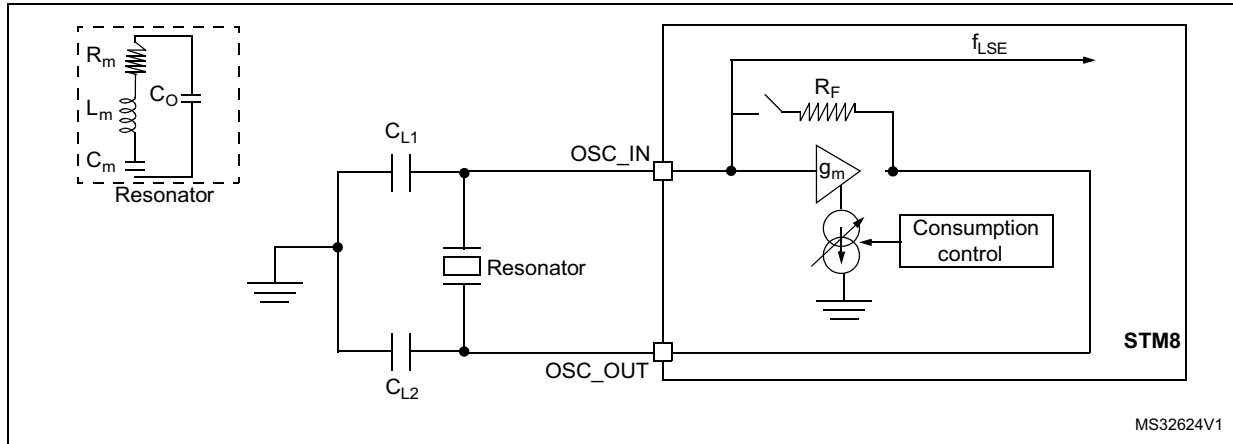 R_m
L_m
C_m
C_O
Resonator
C_L1
C_L2
Resonator
OSC_IN
OSC_OUT
f_LSE
R_F
g_m
Consumption
control
STM8
MS32624V1